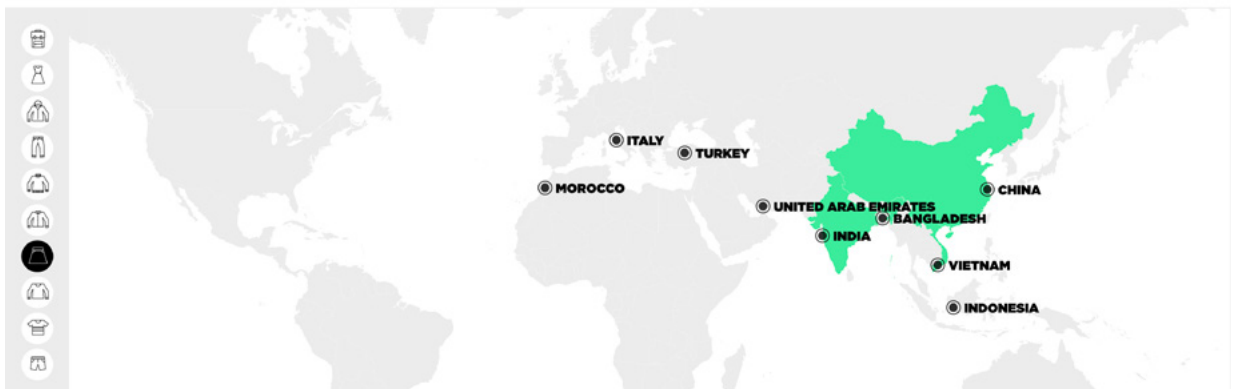 ITALY
TURKEY
MOROCCO
CHINA
UNITED ARAB EMIRATES
BANGLADESH
INDIA
VIETNAM
INDONESIA